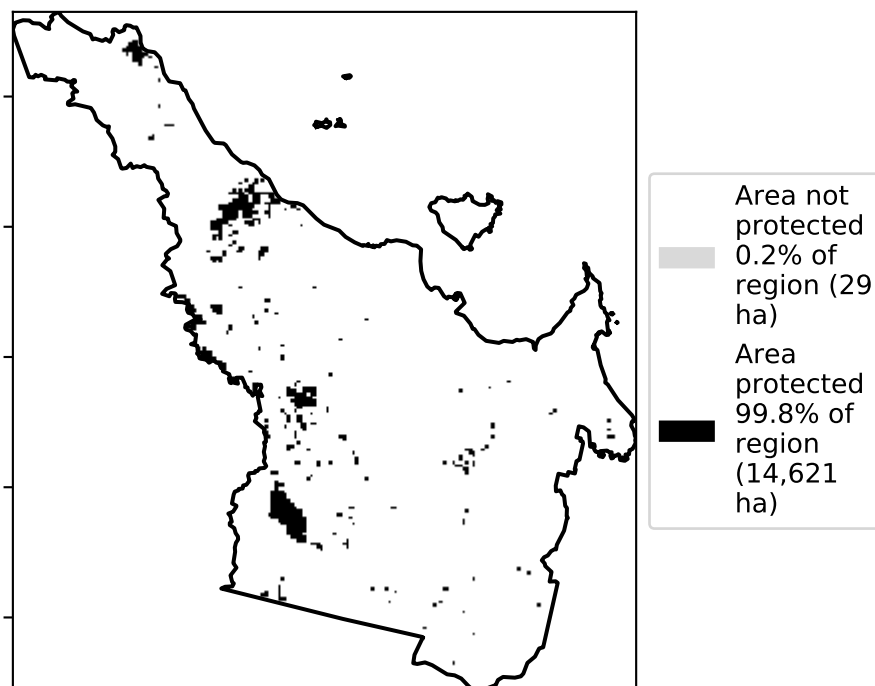 Area not
protected
0.2% of
region (29
ha)
Area
protected
99.8% of
region
(14,621
ha)